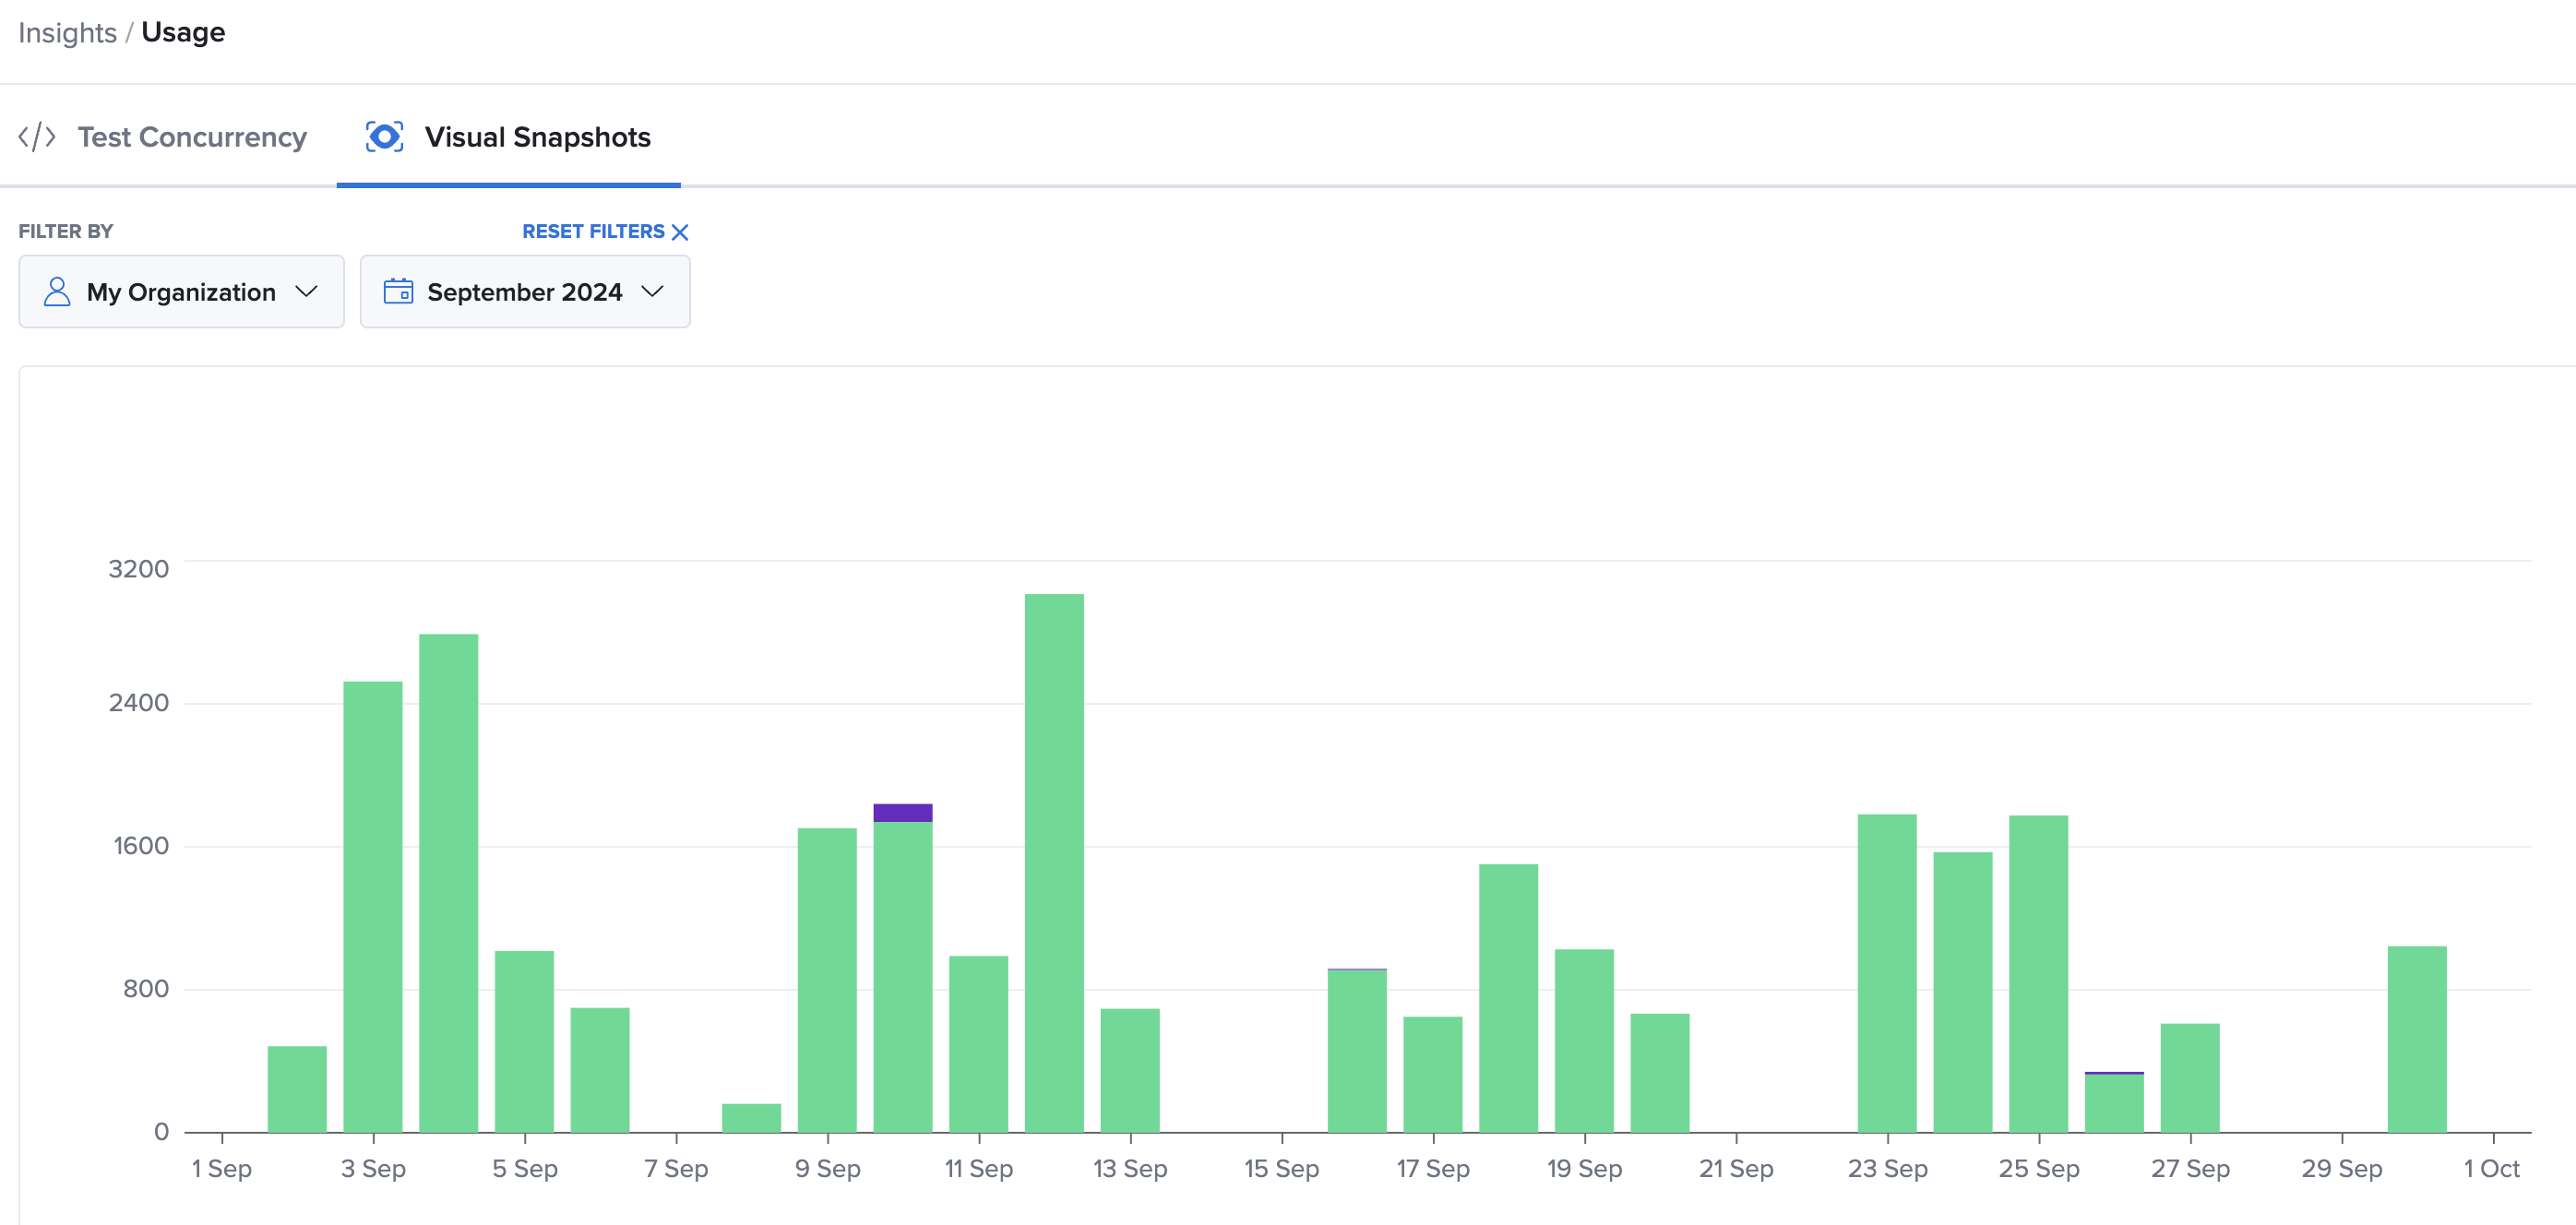 Insights / Usage
Test Concurrency Visual Snapshots
FILTER BY RESET FILTERS
My Organization September 2024
3200
2400
1600
800
0
1 Sep 3 Sep 5 Sep 7 Sep 9 Sep 11 Sep 13 Sep 15 Sep 17 Sep 19 Sep 21 Sep 23 Sep 25 Sep 27 Sep 29 Sep 1 Oct